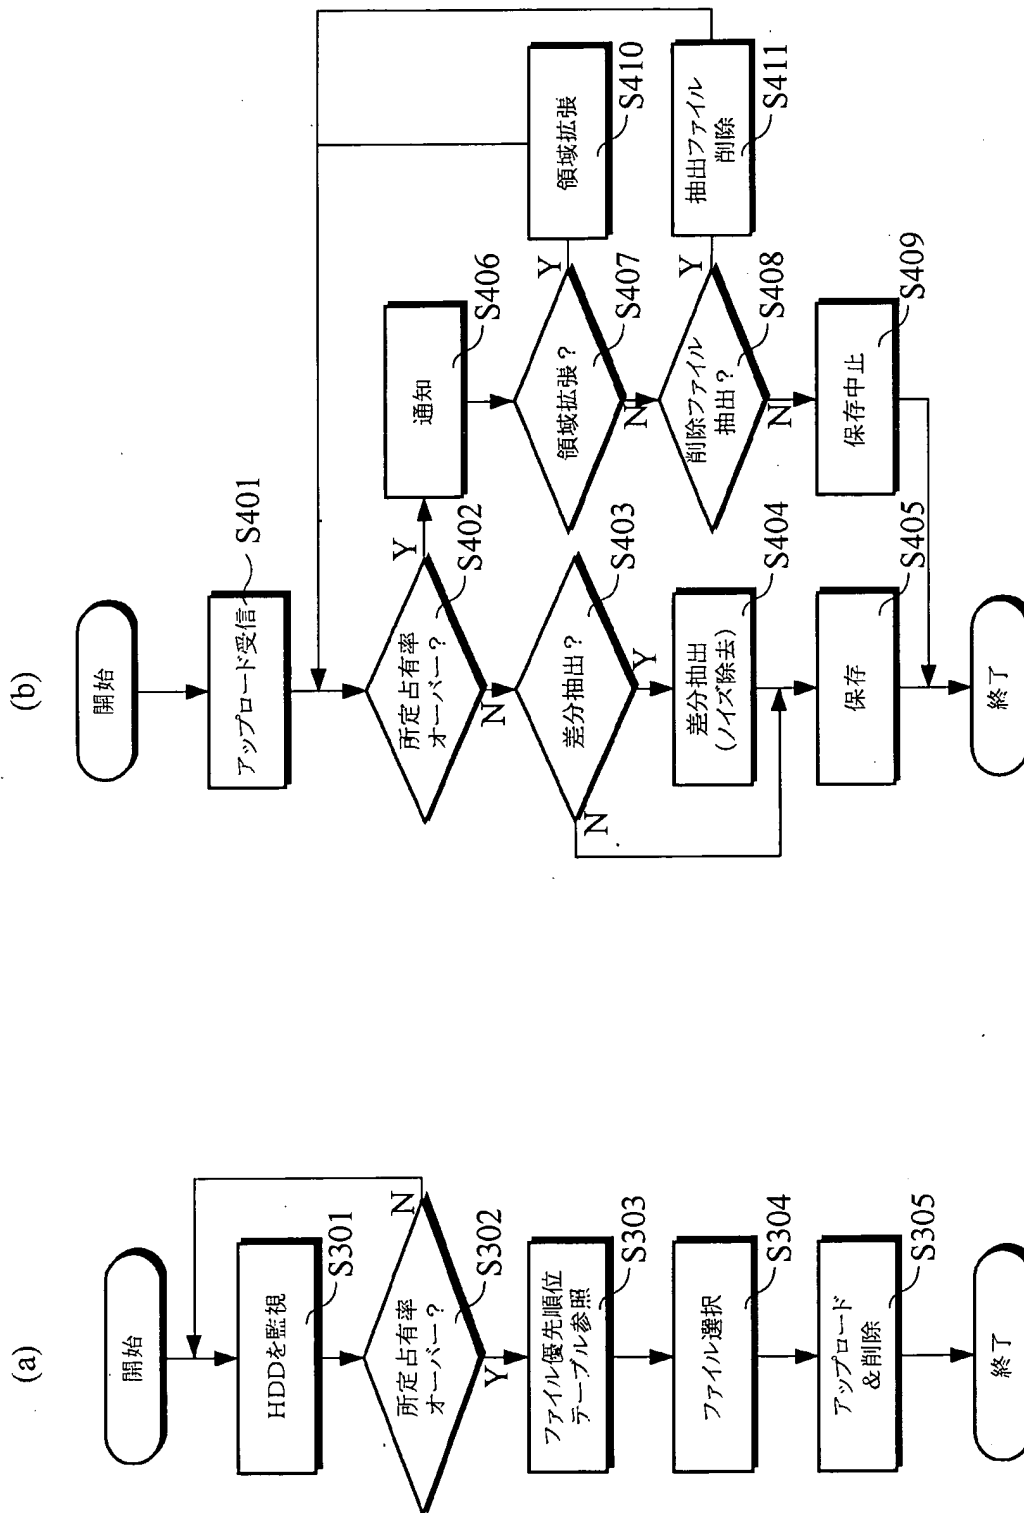 (a)
開始
HDDを監視
S301
所定占有率
オーバー？
S302
N
Y
ファイル優先順位
テーブル参照
S303
ファイル選択
S304
アップロード
&削除
S305
終了
(b)
開始
アップロード受信
S401
所定占有率
オーバー？
S402
Y
N
差分抽出？
S403
N
Y
差分抽出
(ノイズ除去)
S404
保存
S405
終了
通知
S406
領域拡張？
S407
Y
N
削除ファイル
抽出？
S408
Y
N
保存中止
S409
領域拡張
S410
抽出ファイル
削除
S411